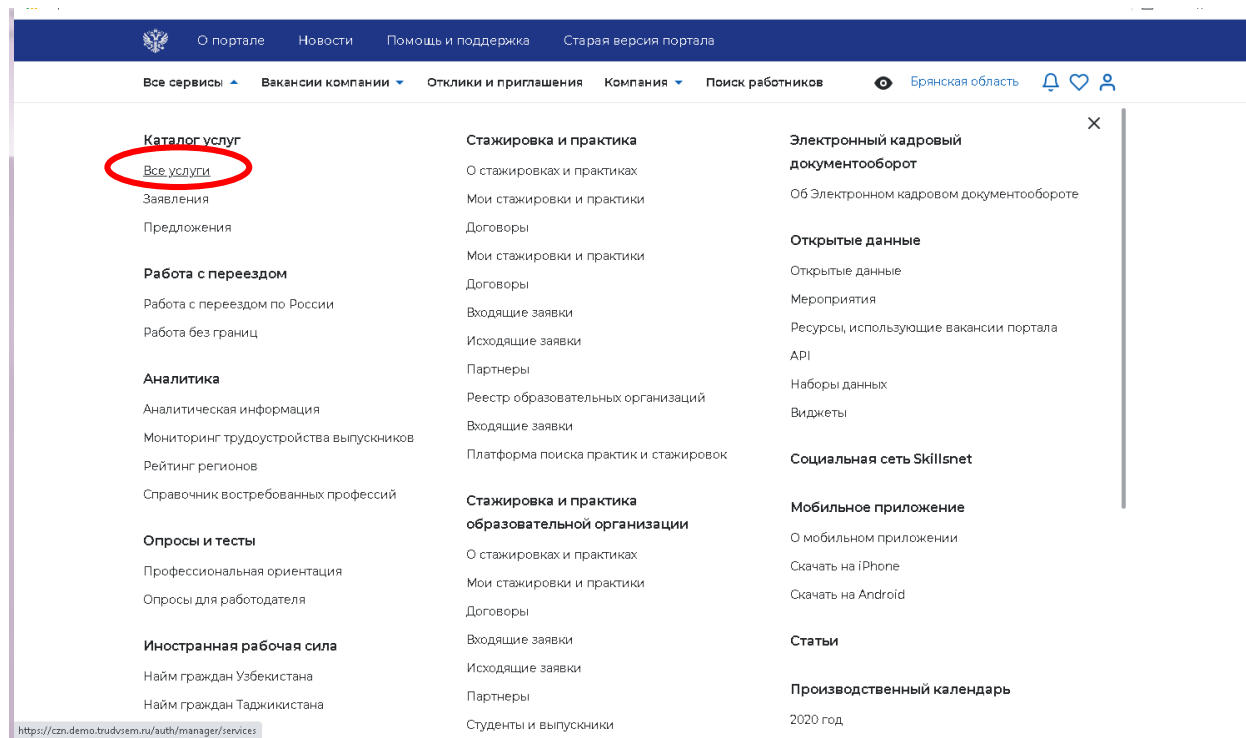 О портале Новости Помощь и поддержка Старая версия портала
Все сервисы Вакансии компании Отклики и приглашения Компания Поиск работников Брянская область
Каталог услуг
Все услуги
Заявления
Предложения
Работа с переездом
Работа с переездом по России
Работа без границ
Аналитика
Аналитическая информация
Мониторинг трудоустройства выпускников
Рейтинг регионов
Справочник востребованных профессий
Опросы и тесты
Профессиональная ориентация
Опросы для работодателя
Иностранная рабочая сила
Найм граждан Узбекистана
Найм граждан Таджикистана
Стажировка и практика
О стажировках и практиках
Мои стажировки и практики
Договоры
Мои стажировки и практики
Договоры
Входящие заявки
Исходящие заявки
Партнеры
Реестр образовательных организаций
Входящие заявки
Платформа поиска практик и стажировок
Стажировка и практика
образовательной организации
О стажировках и практиках
Мои стажировки и практики
Договоры
Входящие заявки
Исходящие заявки
Партнеры
Студенты и выпускники
Электронный кадровый
документооборот
Об Электронном кадровом документообороте
Открытые данные
Открытые данные
Мероприятия
Ресурсы, использующие вакансии портала
API
Наборы данных
Виджеты
Социальная сеть Skillsnet
Мобильное приложение
О мобильном приложении
Скачать на iPhone
Скачать на Android
Статьи
Производственный календарь
2020 год
https://czn.demo.trudvsem.ru/auth/manager/services